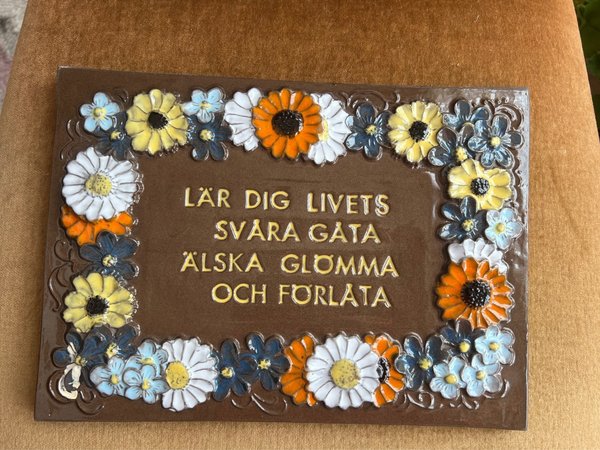 LÄR DIG LIVETS
SVÅRA GÅTA
ÄLSKA GLÖMMA
OCH FÖRLÅTA